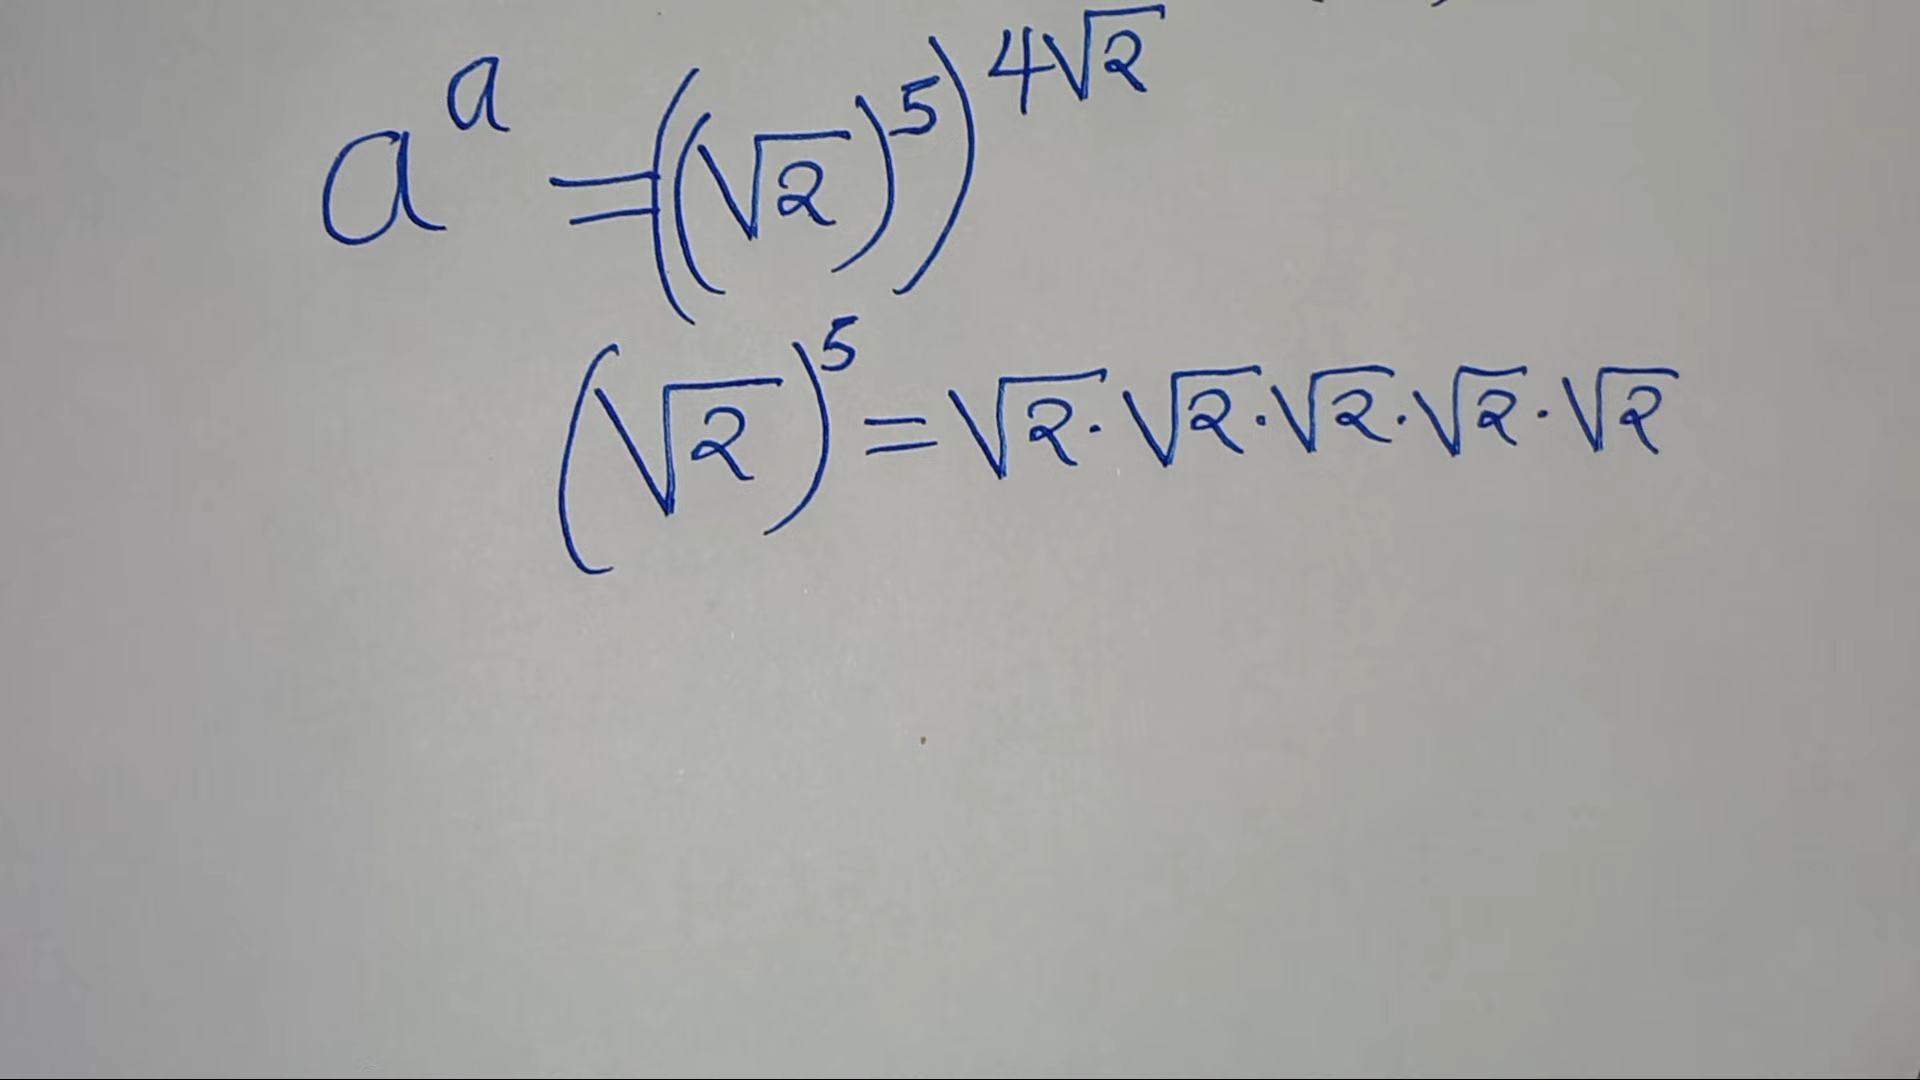 a^a = ((√2)^5)^{4√2}
(√2)^5 = √2 · √2 · √2 · √2 · √2